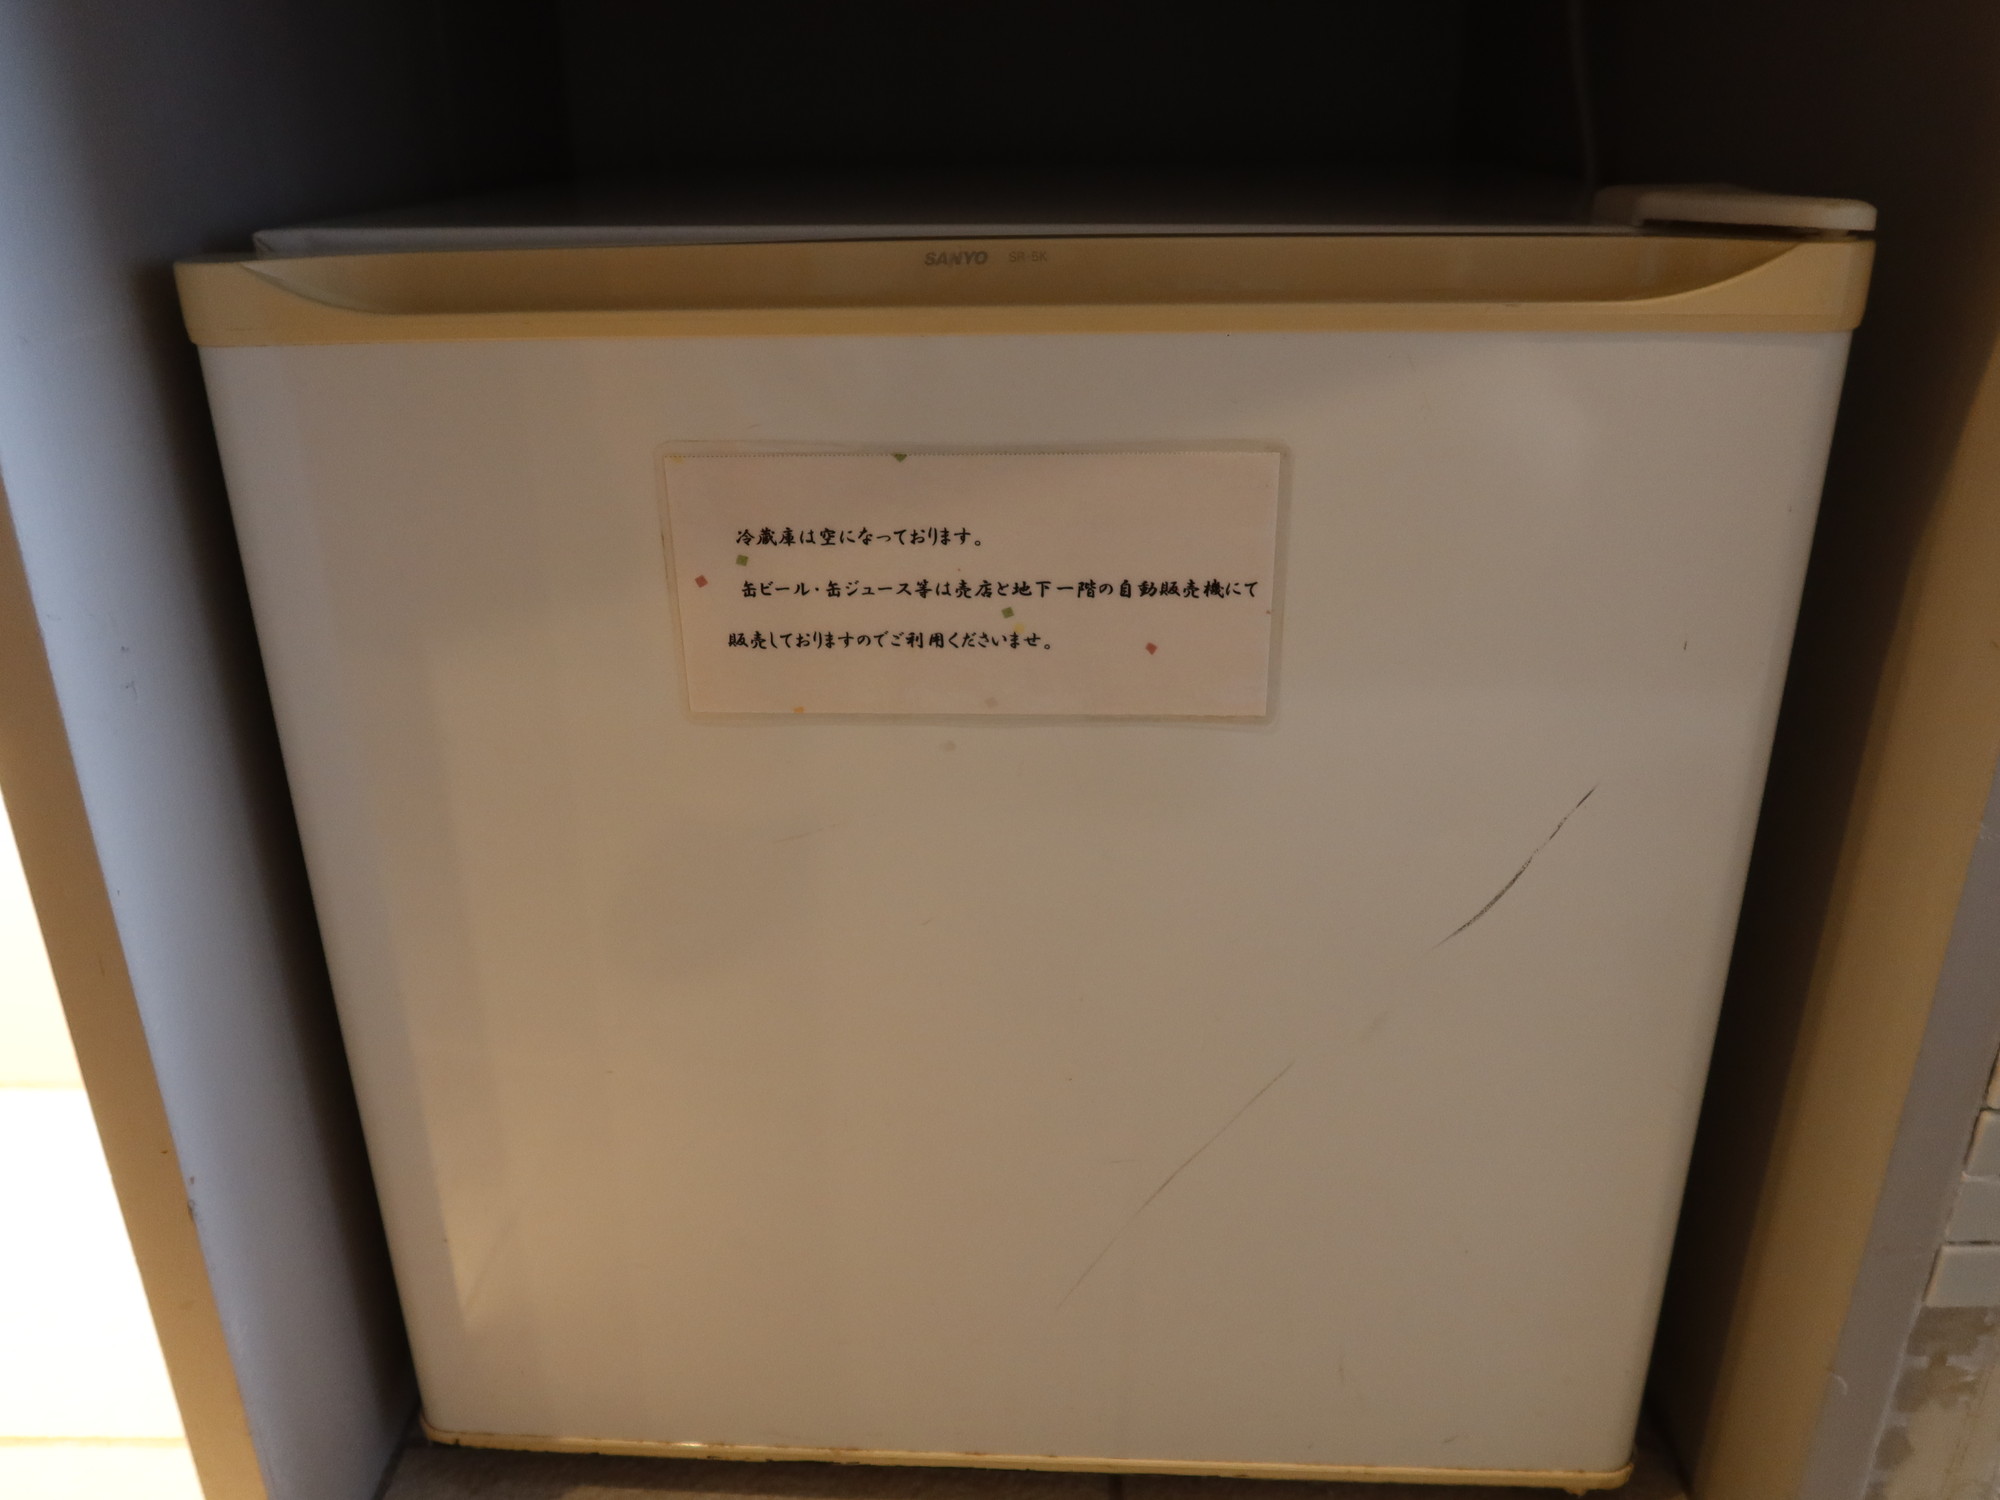 SANYO SR-5K
冷蔵庫は空になっております。
缶ビール・缶ジュース等は売店と地下一階の自動販売機にて
販売しておりますのでご利用くださいませ。